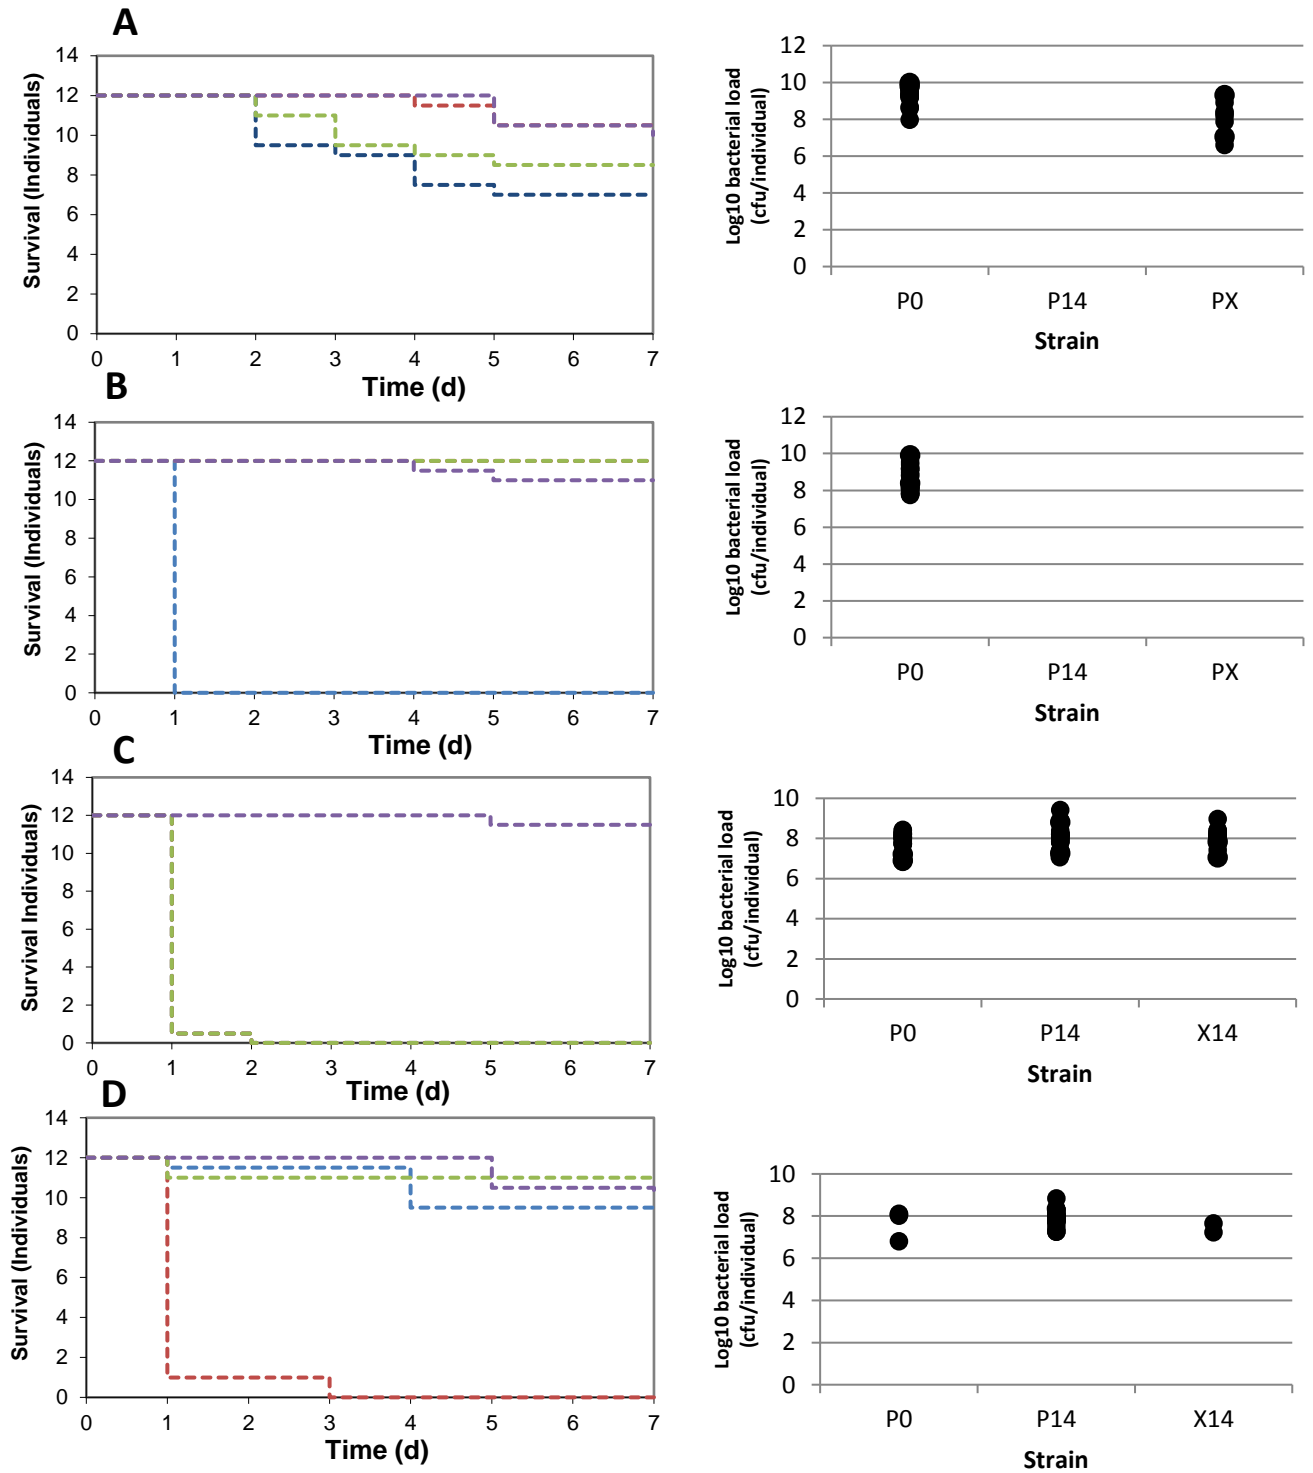 A
14
12
10
8
6
4
2
0
Survival (Individuals)
0 1 2 3 4 5 6 7
Time (d)
12
10
8
6
4
2
0
Log10 bacterial load
(cfu/individual)
P0 P14 PX
Strain
B
14
12
10
8
6
4
2
0
Survival (Individuals)
0 1 2 3 4 5 6 7
Time (d)
12
10
8
6
4
2
0
Log10 bacterial load
(cfu/individual)
P0 P14 PX
Strain
C
14
12
10
8
6
4
2
0
Survival Individuals)
0 1 2 3 4 5 6 7
Time (d)
10
8
6
4
2
0
Log10 bacterial load
(cfu/individual)
P0 P14 X14
Strain
D
14
12
10
8
6
4
2
0
Survival (Individuals)
0 1 2 3 4 5 6 7
Time (d)
10
8
6
4
2
0
Log10 bacterial load
(cfu/individual)
P0 P14 X14
Strain